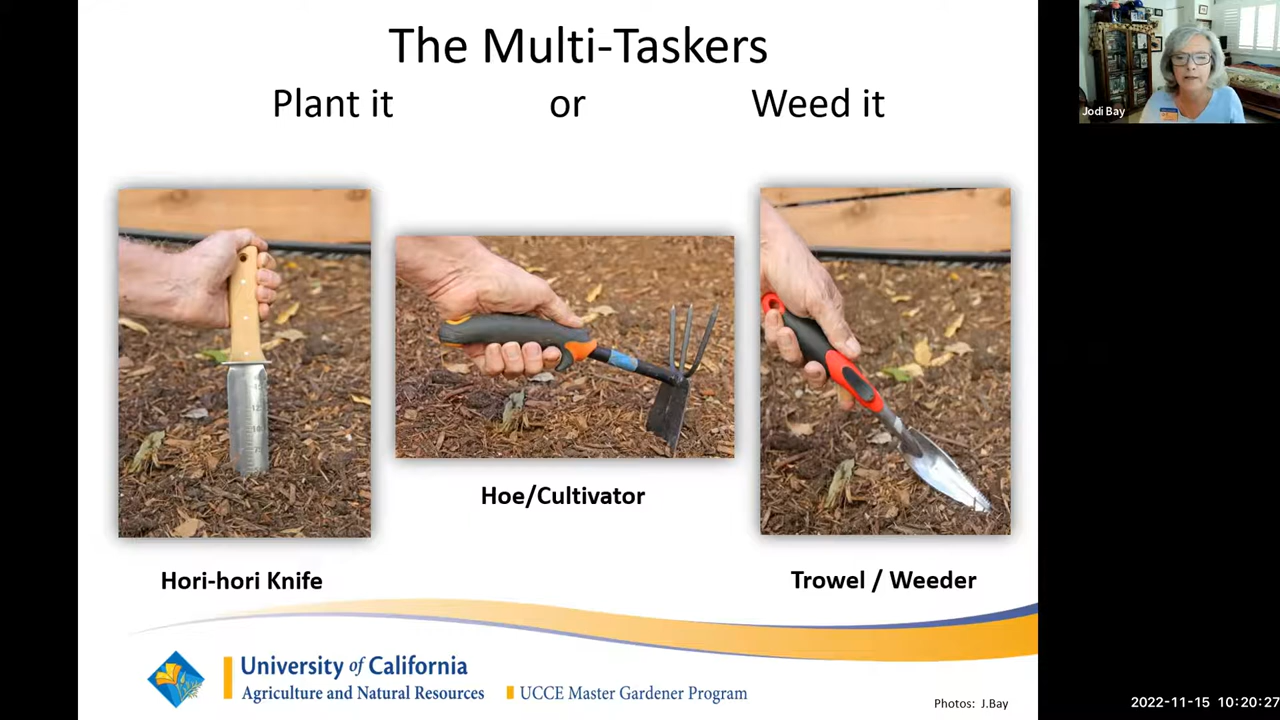 The Multi-Taskers
Plant it or Weed it
Jodi Bay
Hoe/Cultivator
Hori-hori Knife
Trowel / Weeder
University of California
Agriculture and Natural Resources
UCCE Master Gardener Program
Photos: J.Bay
2022-11-15 10:20:27